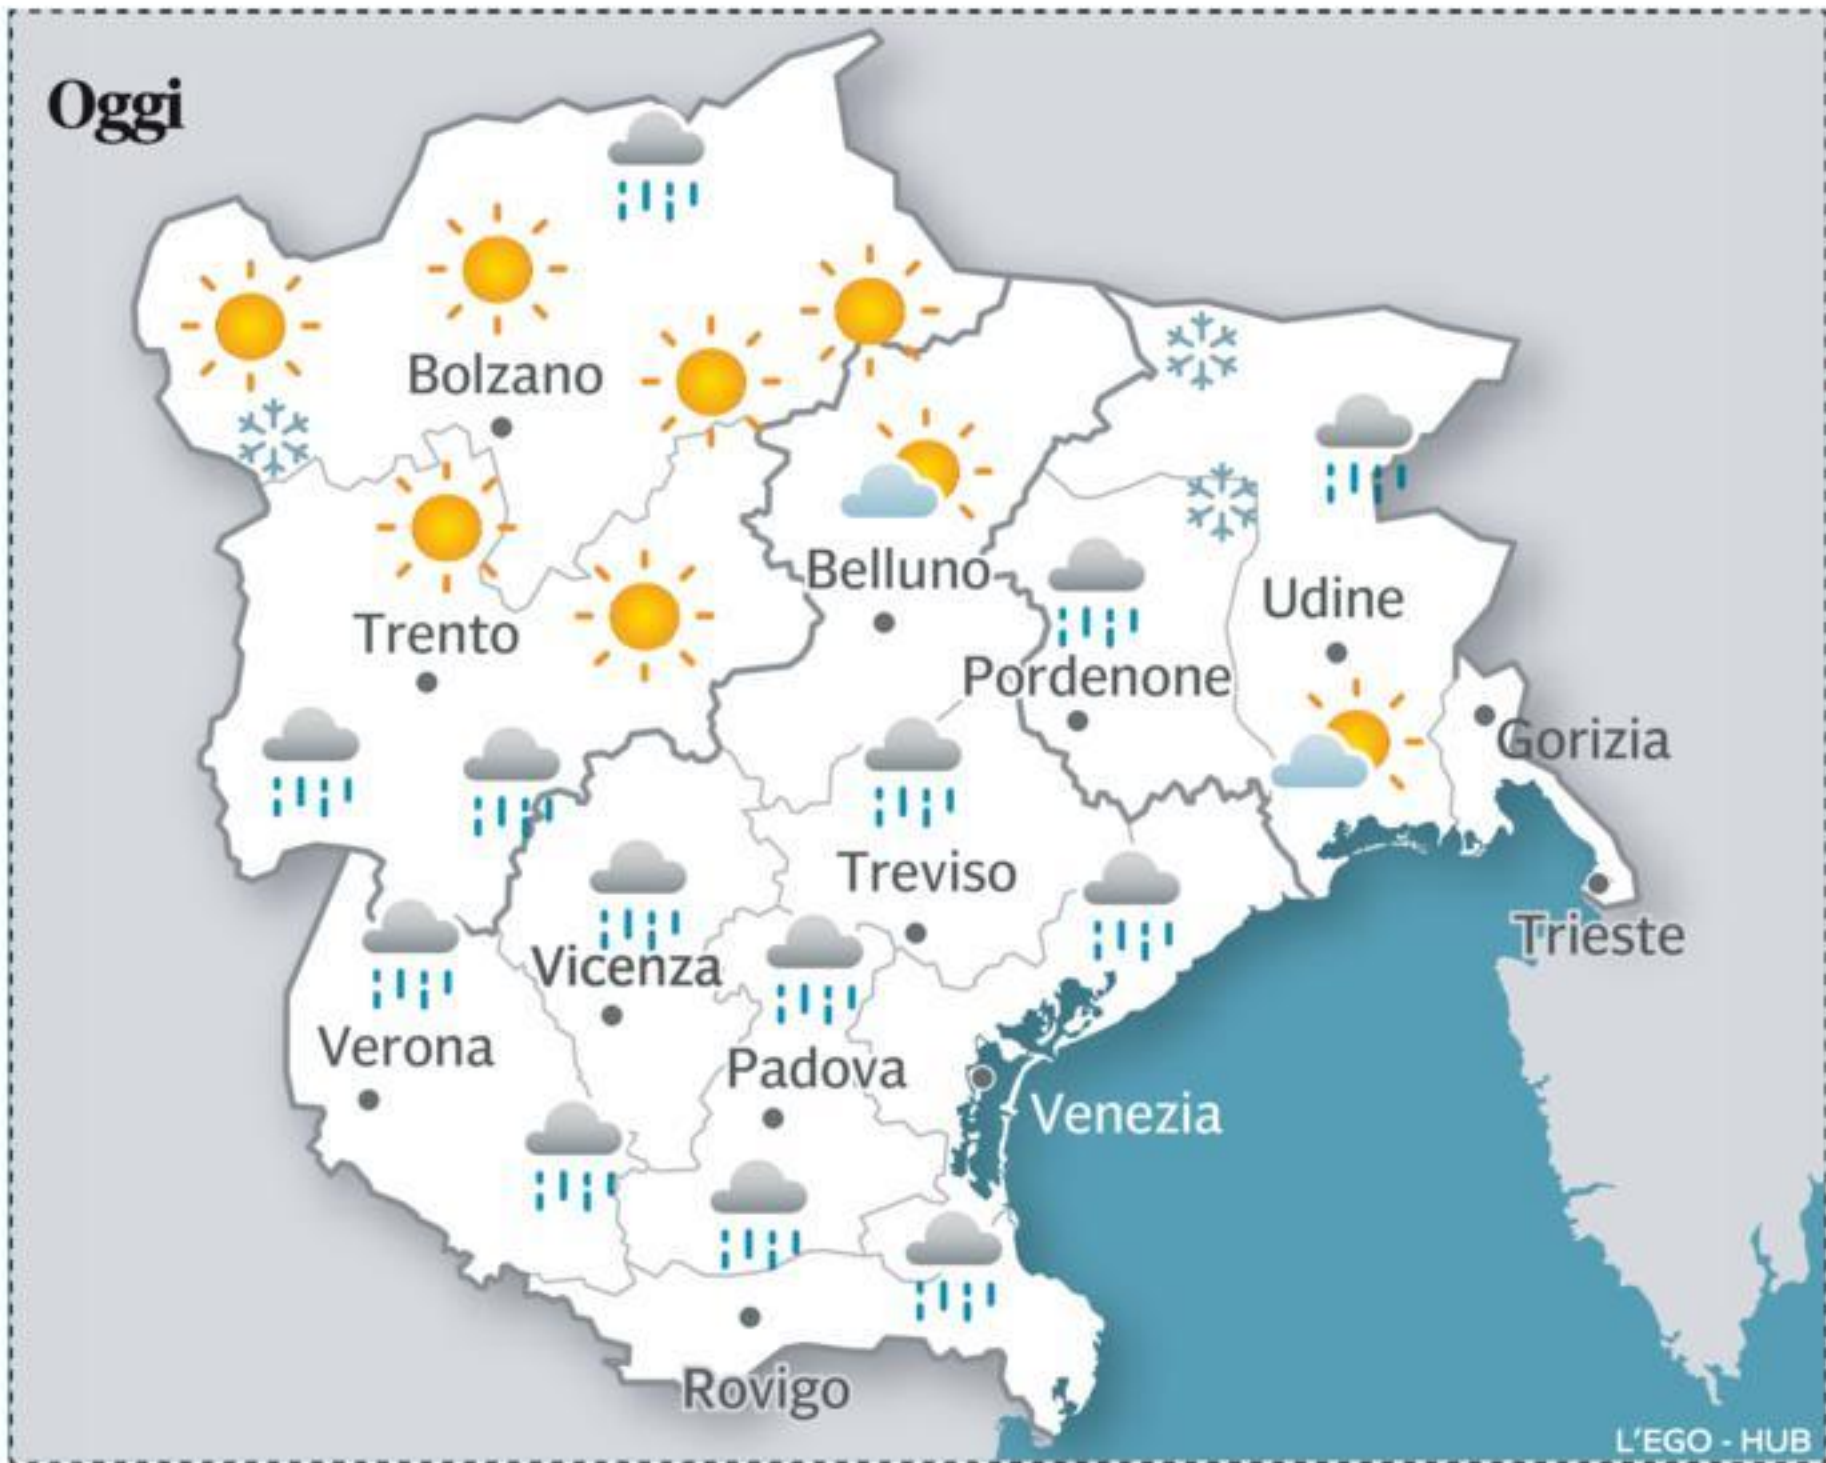 Oggi
Bolzano
Belluno
Udine
Trento
Pordenone
Gorizia
Treviso
Trieste
Vicenza
Verona
Padova
Venezia
Rovigo
L'EGO - HUB